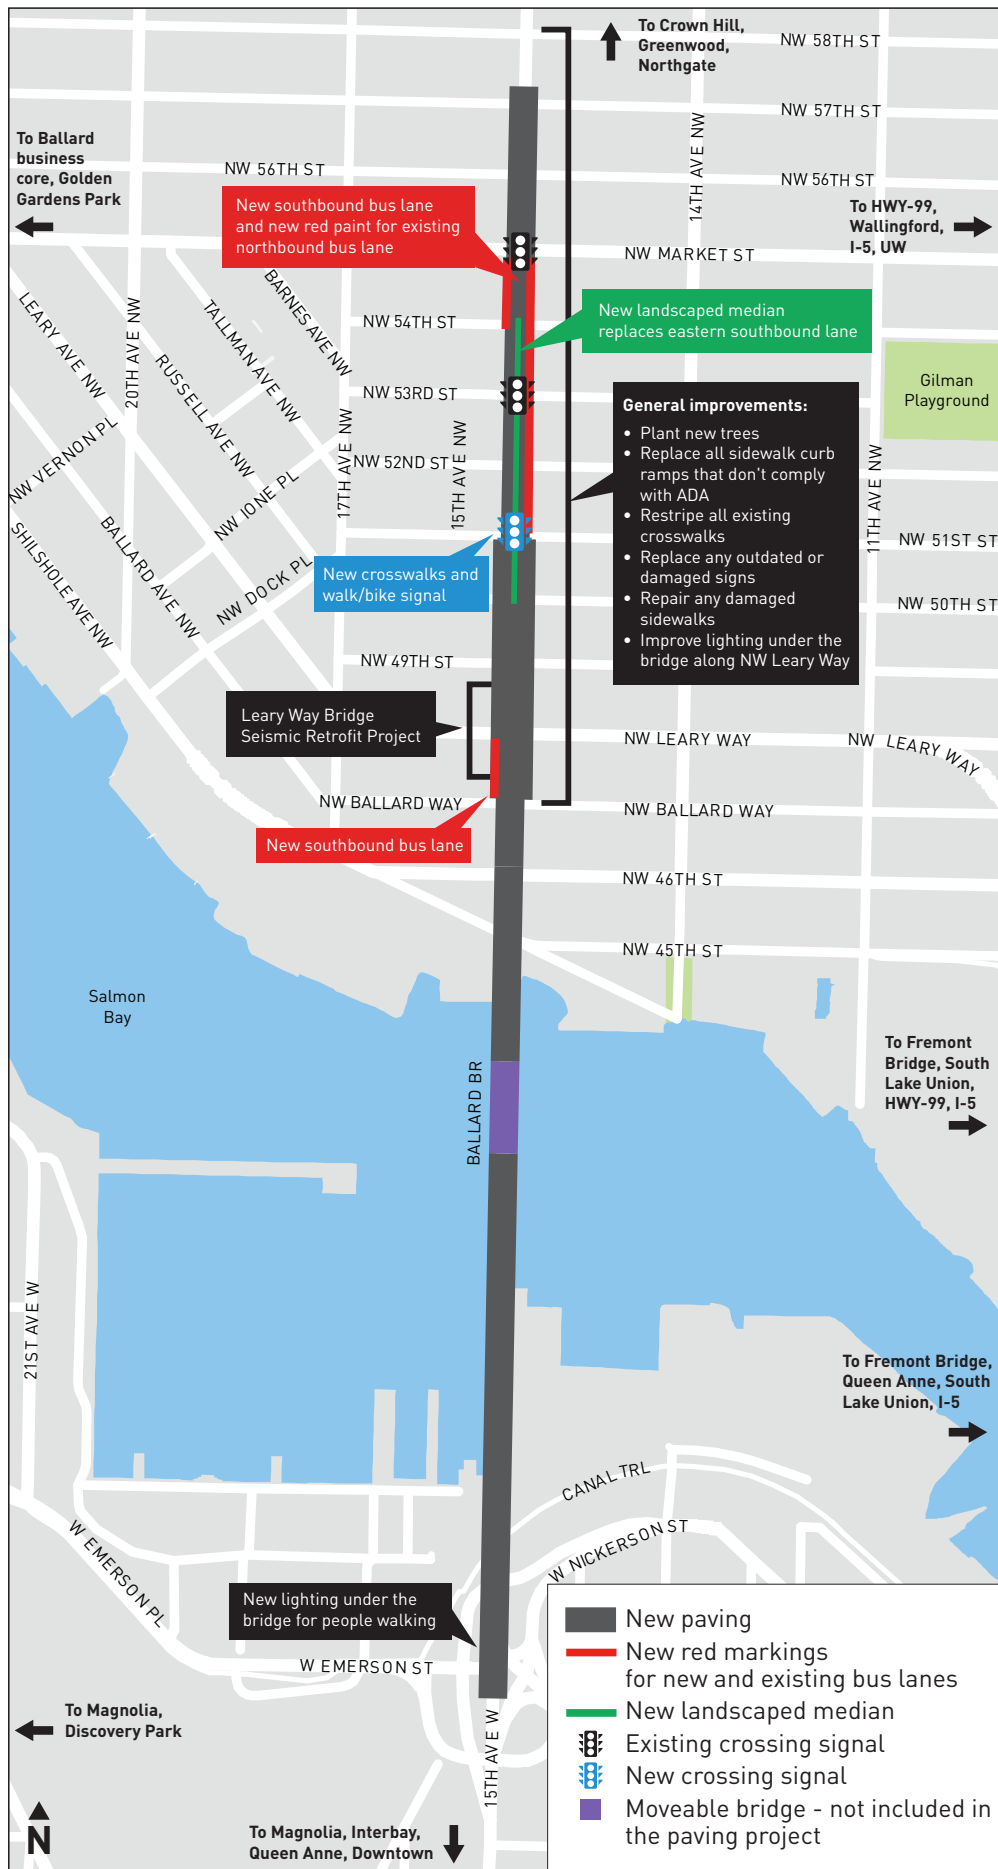 To Crown Hill,
Greenwood,
Northgate
NW 58TH ST
NW 57TH ST
14TH AVE NW
To Ballard
business
core, Golden
Gardens Park
NW 56TH ST
NW 56TH ST
New southbound bus lane
and new red paint for existing
northbound bus lane
To HWY-99,
Wallingford,
I-5, UW
NW MARKET ST
LEARY AVE NW
20TH AVE NW
TALLMAN AVE NW
BARNES AVE NW
RUSSELL AVE NW
NW 54TH ST
New landscaped median
replaces eastern southbound lane
Gilman
Playground
NW 53RD ST
General improvements:
• Plant new trees
• Replace all sidewalk curb
ramps that don't comply
with ADA
• Restripe all existing
crosswalks
• Replace any outdated or
damaged signs
• Repair any damaged
sidewalks
• Improve lighting under the
bridge along NW Leary Way
NW VERNON PL
17TH AVE NW
15TH AVE NW
11TH AVE NW
NW 52ND ST
NW IONE PL
SHILSHOLE AVE NW
BALLARD AVE NW
NW DOCK PL
NW 51ST ST
New crosswalks and
walk/bike signal
NW 50TH ST
NW 49TH ST
Leary Way Bridge
Seismic Retrofit Project
NW LEARY WAY
NW LEARY WAY
NW BALLARD WAY
NW BALLARD WAY
New southbound bus lane
NW 46TH ST
NW 45TH ST
Salmon
Bay
BALLARD BR
To Fremont
Bridge, South
Lake Union,
HWY-99, I-5
21ST AVE W
To Fremont Bridge,
Queen Anne, South
Lake Union, I-5
CANAL TRL
W NICKERSON ST
W EMERSON PL
New lighting under the
bridge for people walking
W EMERSON ST
To Magnolia,
Discovery Park
15TH AVE W
N
To Magnolia, Interbay,
Queen Anne, Downtown
New paving
New red markings
for new and existing bus lanes
New landscaped median
Existing crossing signal
New crossing signal
Moveable bridge - not included in
the paving project